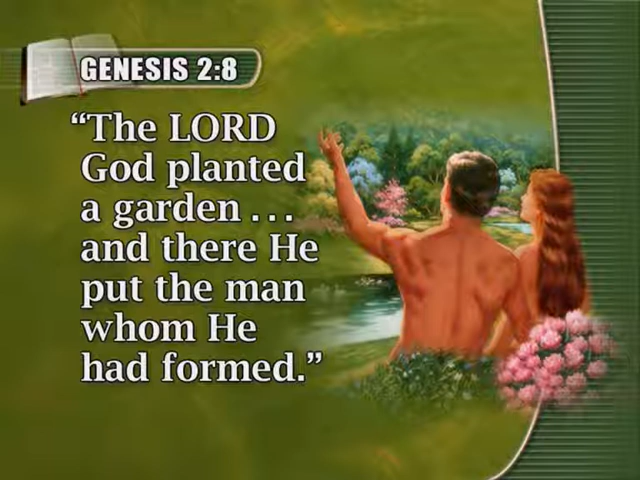 GENESIS 2:8
“The LORD
God planted
a garden . . .
and there He
put the man
whom He
had formed.”